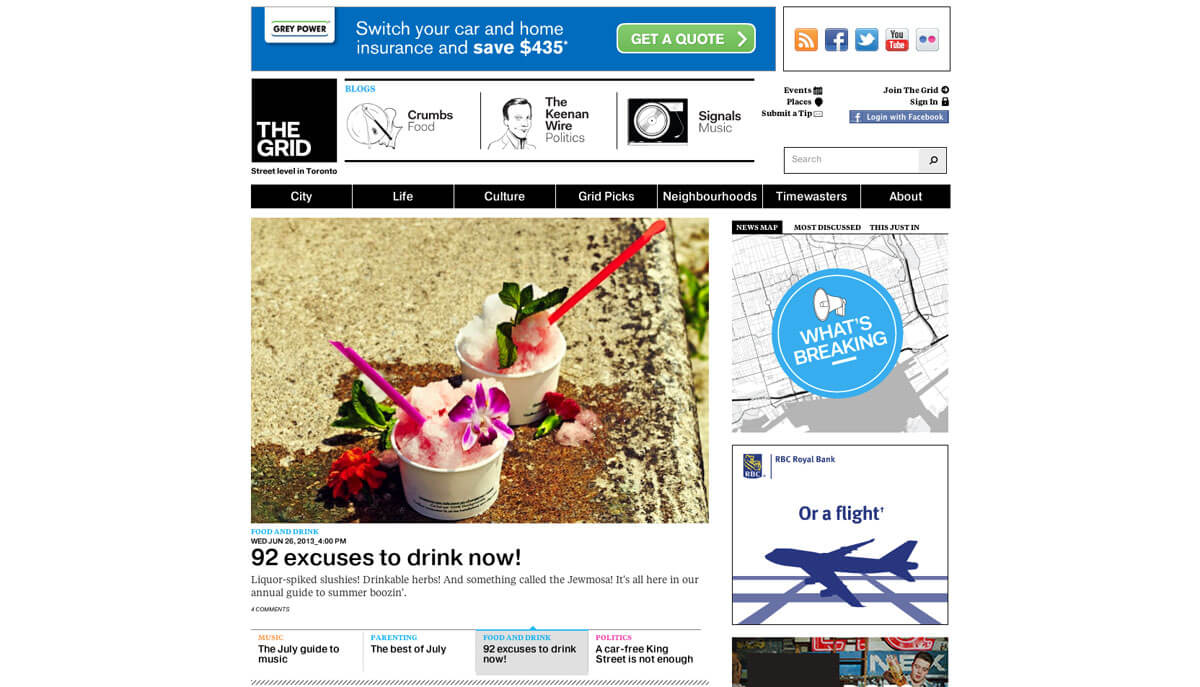 GREY POWER
Switch your car and home
insurance and save $435*
GET A QUOTE
You
Tube
THE
GRID
Street level in Toronto
BLOGS
Crumbs
Food
The
Keenan
Wire
Politics
Signals
Music
Events
Places
Submit a Tip
Join The Grid
Sign In
Login with Facebook
Search
City Life Culture Grid Picks Neighbourhoods Timewasters About
NEWS MAP MOST DISCUSSED THIS JUST IN
WHAT'S
BREAKING
RBC
RBC Royal Bank
Or a flight†
FOOD AND DRINK
WED JUN 26, 2013_4:00 PM
92 excuses to drink now!
Liquor-spiked slushies! Drinkable herbs! And something called the Jewmosa! It's all here in our
annual guide to summer boozin'.
4 COMMENTS
MUSIC
The July guide to
music
PARENTING
The best of July
FOOD AND DRINK
92 excuses to drink
now!
POLITICS
A car-free King
Street is not enough